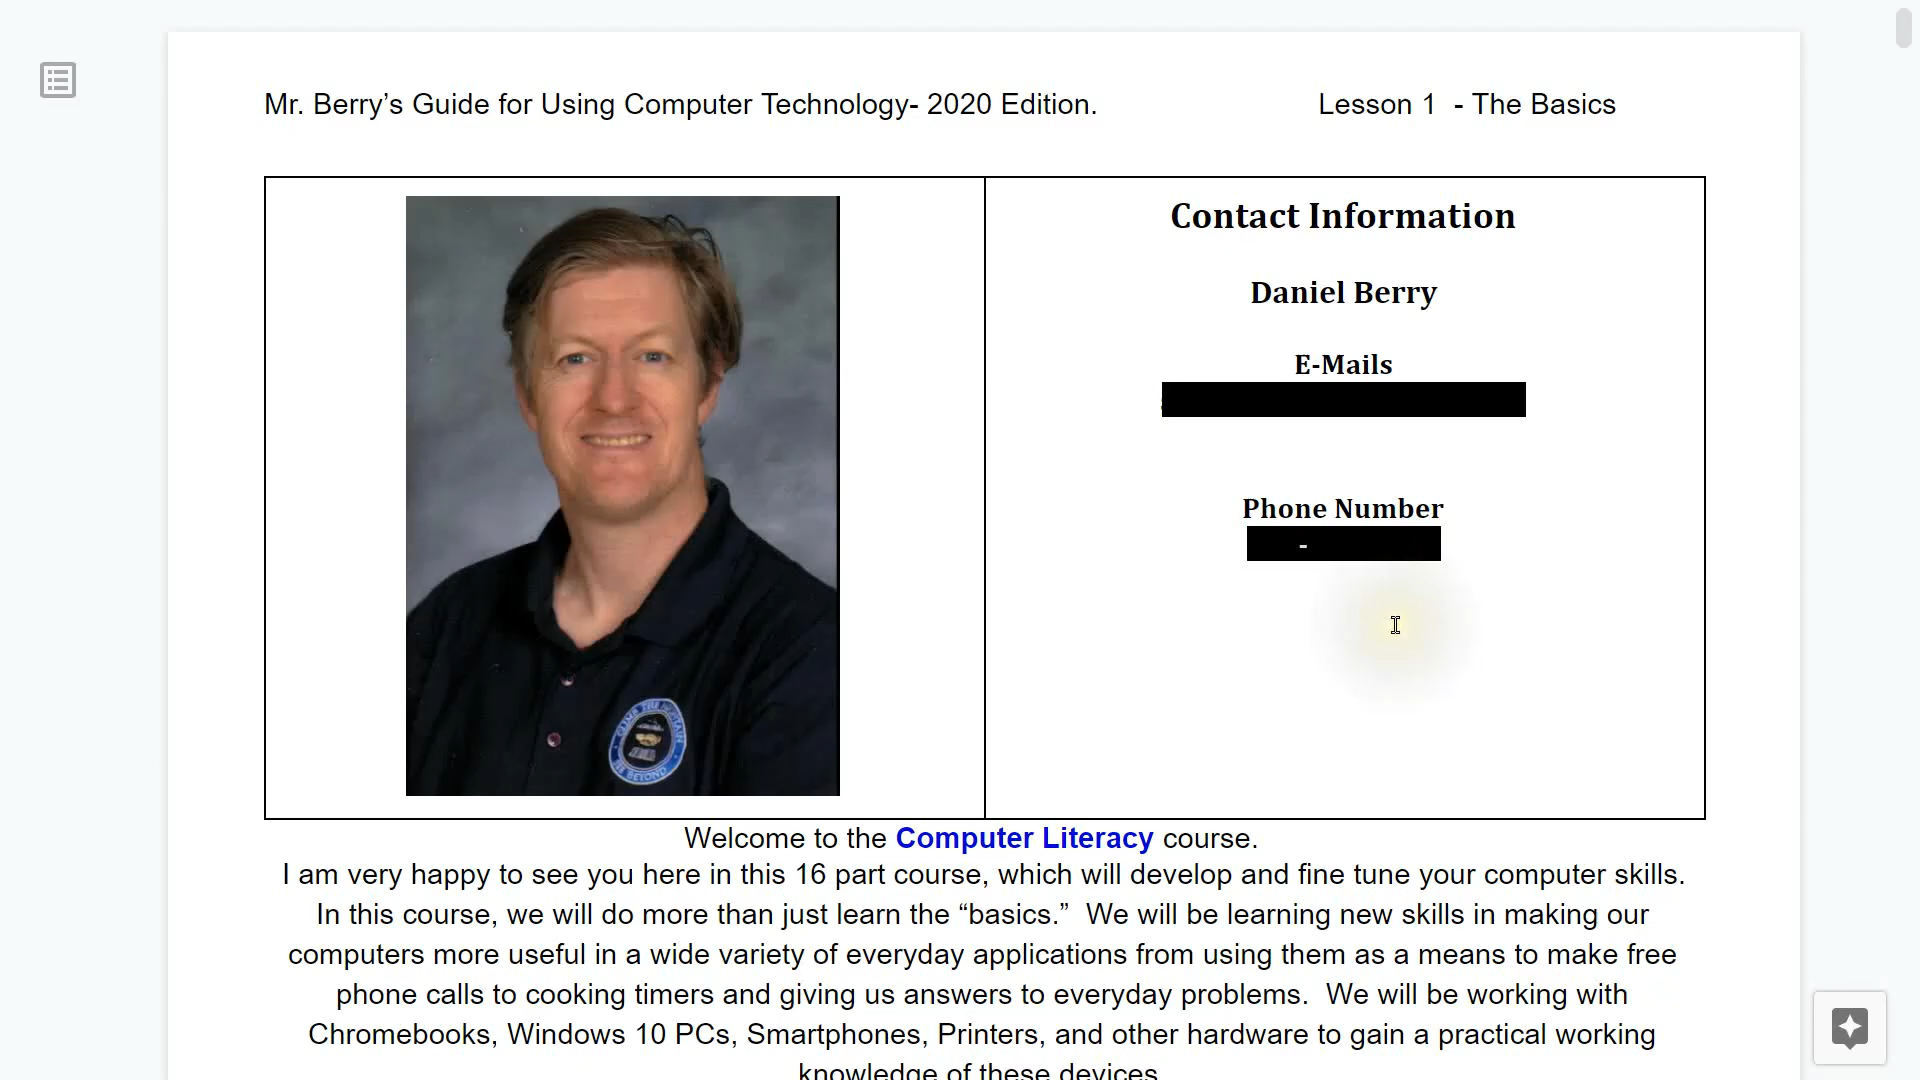 Mr. Berry’s Guide for Using Computer Technology- 2020 Edition. Lesson 1 - The Basics
Contact Information
Daniel Berry
E-Mails
Phone Number
-
BEYOND
Welcome to the Computer Literacy course.
I am very happy to see you here in this 16 part course, which will develop and fine tune your computer skills.
In this course, we will do more than just learn the “basics.” We will be learning new skills in making our
computers more useful in a wide variety of everyday applications from using them as a means to make free
phone calls to cooking timers and giving us answers to everyday problems. We will be working with
Chromebooks, Windows 10 PCs, Smartphones, Printers, and other hardware to gain a practical working
knowledge of these devices